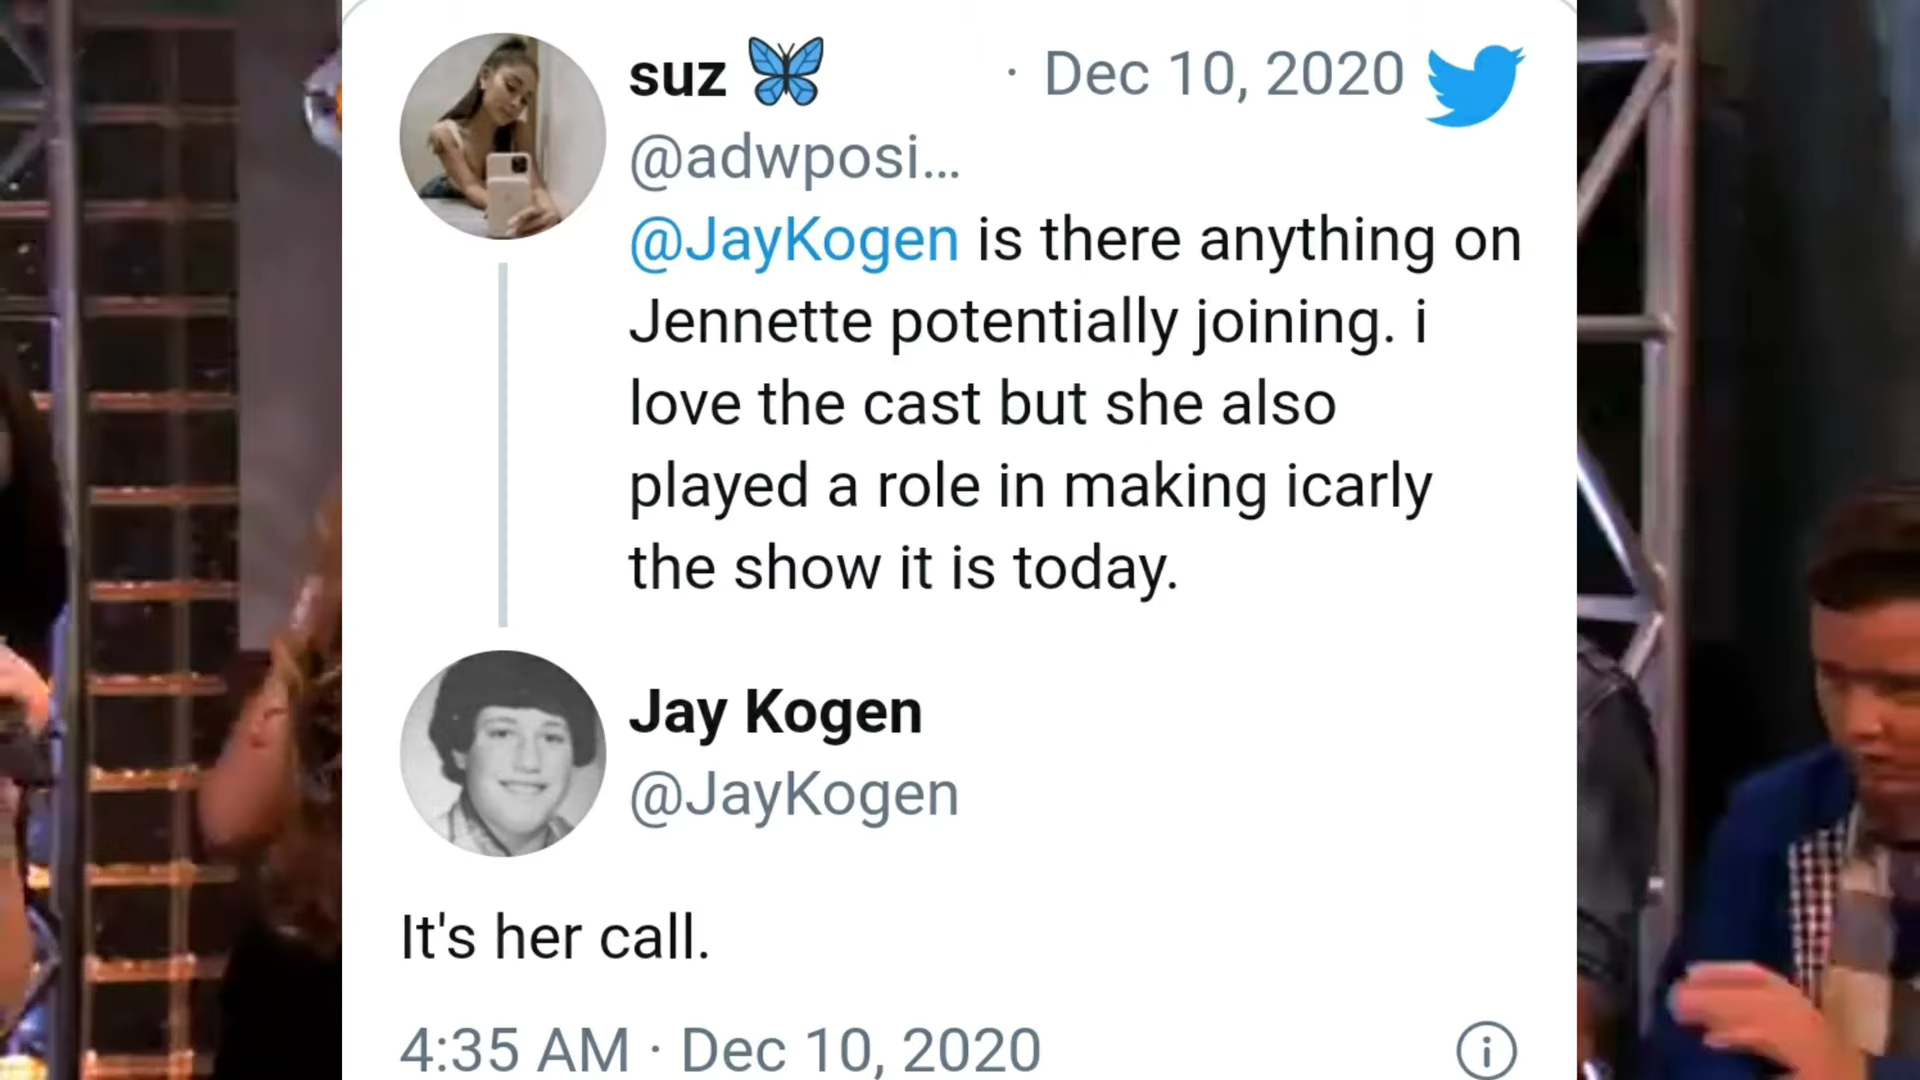 suz 🦋 · Dec 10, 2020
@adwposi...
@JayKogen is there anything on
Jennette potentially joining. i
love the cast but she also
played a role in making icarly
the show it is today.
Jay Kogen
@JayKogen
It's her call.
4:35 AM · Dec 10, 2020